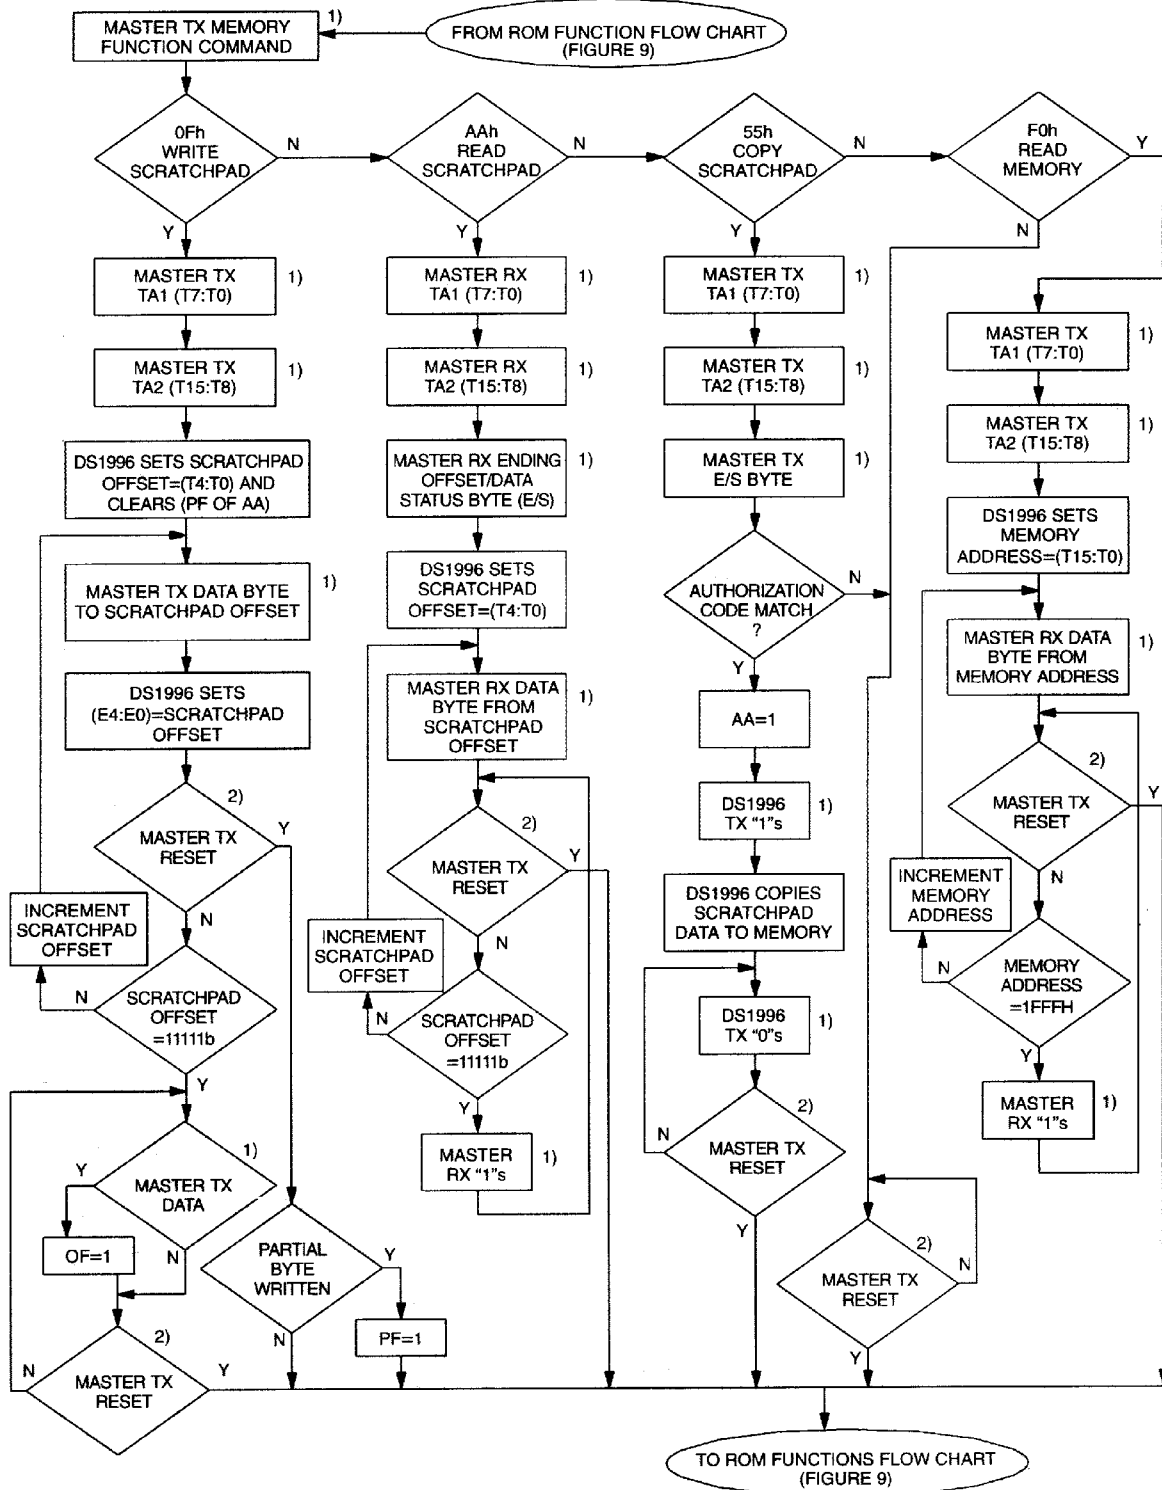 MASTER TX MEMORY
FUNCTION COMMAND
1)
FROM ROM FUNCTION FLOW CHART
(FIGURE 9)
0Fh
WRITE
SCRATCHPAD
N
Y
MASTER TX
TA1 (T7:T0)
1)
MASTER TX
TA2 (T15:T8)
1)
DS1996 SETS SCRATCHPAD
OFFSET=(T4:T0) AND
CLEARS (PF OF AA)
MASTER TX DATA BYTE
TO SCRATCHPAD OFFSET
1)
DS1996 SETS
(E4:E0)=SCRATCHPAD
OFFSET
2)
MASTER TX
RESET
Y
N
INCREMENT
SCRATCHPAD
OFFSET
N
SCRATCHPAD
OFFSET
=11111b
Y
1)
Y
MASTER TX
DATA
N
OF=1
2)
N
MASTER TX
RESET
Y
PARTIAL
BYTE
WRITTEN
Y
N
PF=1
AAh
READ
SCRATCHPAD
N
Y
MASTER RX
TA1 (T7:T0)
1)
MASTER RX
TA2 (T15:T8)
1)
MASTER RX ENDING
OFFSET/DATA
STATUS BYTE (E/S)
1)
DS1996 SETS
SCRATCHPAD
OFFSET=(T4:T0)
MASTER RX DATA
BYTE FROM
SCRATCHPAD
OFFSET
1)
2)
MASTER TX
RESET
Y
N
INCREMENT
SCRATCHPAD
OFFSET
N
SCRATCHPAD
OFFSET
=11111b
Y
MASTER
RX "1"s
1)
55h
COPY
SCRATCHPAD
N
Y
MASTER TX
TA1 (T7:T0)
1)
MASTER TX
TA2 (T15:T8)
1)
MASTER TX
E/S BYTE
1)
AUTHORIZATION
CODE MATCH
?
N
Y
AA=1
DS1996
TX "1"s
1)
DS1996 COPIES
SCRATCHPAD
DATA TO MEMORY
DS1996
TX "0"s
1)
2)
N
MASTER TX
RESET
Y
F0h
READ
MEMORY
Y
N
MASTER TX
TA1 (T7:T0)
1)
MASTER TX
TA2 (T15:T8)
1)
DS1996 SETS
MEMORY
ADDRESS=(T15:T0)
MASTER RX DATA
BYTE FROM
MEMORY ADDRESS
1)
2)
MASTER TX
RESET
Y
N
INCREMENT
MEMORY
ADDRESS
N
MEMORY
ADDRESS
=1FFFH
Y
MASTER
RX "1"s
1)
2)
MASTER TX
RESET
N
Y
TO ROM FUNCTIONS FLOW CHART
(FIGURE 9)